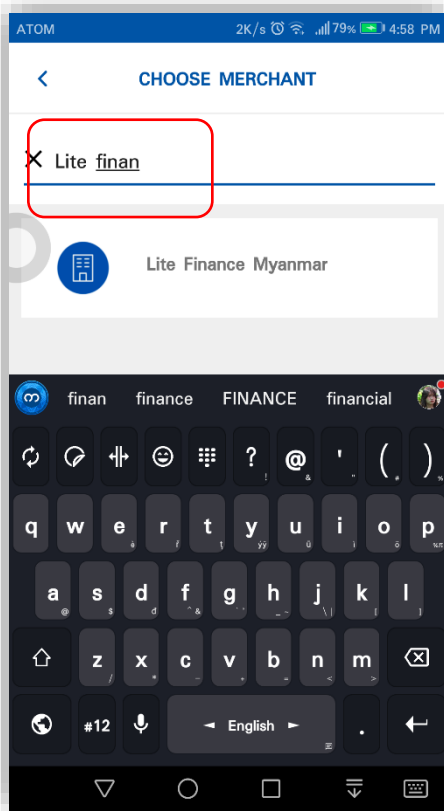 ATOM 2K/s 79% 4:58 PM
CHOOSE MERCHANT
Lite finan
Lite Finance Myanmar
finan finance FINANCE financial
? ! @ & ' " ( # ) %
q w e r t y u i o p
a s d f g h j k l
z x c v b n m
#12 English .